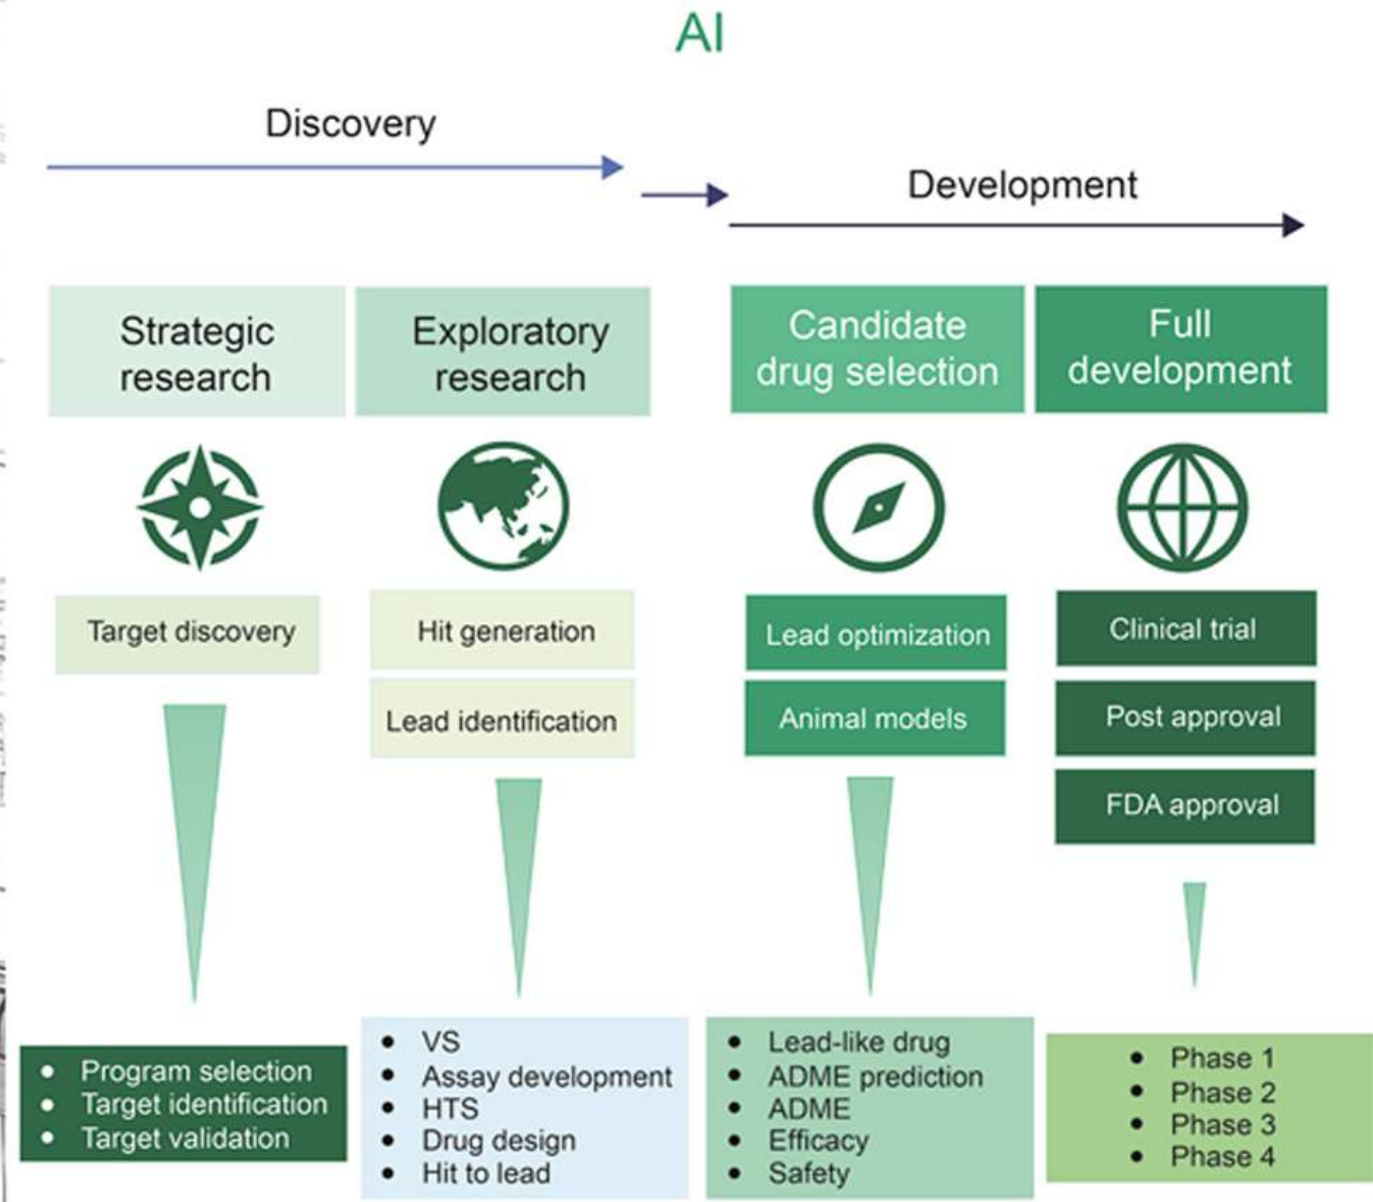 AI
Discovery
Development
Strategic
research
Exploratory
research
Candidate
drug selection
Full
development
Target discovery
Hit generation
Lead identification
Lead optimization
Animal models
Clinical trial
Post approval
FDA approval
• Program selection
• Target identification
• Target validation
• VS
• Assay development
• HTS
• Drug design
• Hit to lead
• Lead-like drug
• ADME prediction
• ADME
• Efficacy
• Safety
• Phase 1
• Phase 2
• Phase 3
• Phase 4